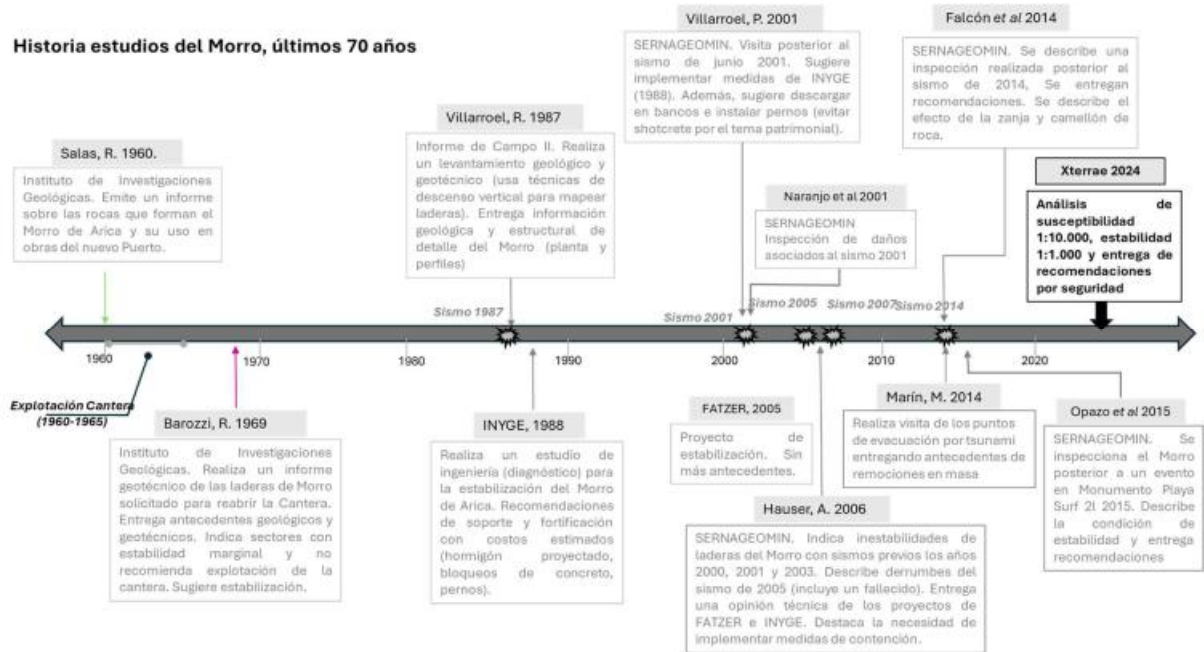 Historia estudios del Morro, últimos 70 años
Salas, R. 1960.
Instituto de Investigaciones
Geológicas. Emite un informe
sobre las rocas que forman el
Morro de Arica y su uso en
obras del nuevo Puerto.
Villarroel, R. 1987
Informe de Campo II. Realiza
un levantamiento geológico y
geotécnico (usa técnicas de
descenso vertical para mapear
laderas). Entrega información
geológica y estructural de
detalle del Morro (planta y
perfiles)
Villarroel, P. 2001
SERNAGEOMIN. Visita posterior al
sismo de junio 2001. Sugiere
implementar medidas de INYGE
(1988). Además, sugiere descargar
en bancos e instalar pernos (evitar
shotcrete por el tema patrimonial).
Naranjo et al 2001
SERNAGEOMIN
Inspección de daños
asociados al sismo 2001
Falcón et al 2014
SERNAGEOMIN. Se describe una
inspección realizada posterior al
sismo de 2014, Se entregan
recomendaciones. Se describe el
efecto de la zanja y camellón de
roca.
Xterrae 2024
Análisis de
susceptibilidad
1:10.000, estabilidad
1:1.000 y entrega de
recomendaciones
por seguridad
Sismo 1987
Sismo 2001
Sismo 2005
Sismo 2007
Sismo 2014
1960
1970
1980
1990
2000
2010
2020
Explotación Cantera
(1960-1965)
Barozzi, R. 1969
Instituto de Investigaciones
Geológicas. Realiza un informe
geotécnico de las laderas de Morro
solicitado para reabrir la Cantera.
Entrega antecedentes geológicos y
geotécnicos. Indica sectores con
estabilidad marginal y no
recomienda explotación de la
cantera. Sugiere estabilización.
INYGE, 1988
Realiza un estudio de
ingeniería (diagnóstico) para
la estabilización del Morro
de Arica. Recomendaciones
de soporte y fortificación
con costos estimados
(hormigón proyectado,
bloqueos de concreto,
pernos).
FATZER, 2005
Proyecto de
estabilización. Sin
más antecedentes.
Hauser, A. 2006
SERNAGEOMIN. Indica inestabilidades de
laderas del Morro con sismos previos los años
2000, 2001 y 2003. Describe derrumbes del
sismo de 2005 (incluye un fallecido). Entrega
una opinión técnica de los proyectos de
FATZER e INYGE. Destaca la necesidad de
implementar medidas de contención.
Marín, M. 2014
Realiza visita de los puntos
de evacuación por tsunami
entregando antecedentes de
remociones en masa
Opazo et al 2015
SERNAGEOMIN. Se
inspecciona el Morro
posterior a un evento
en Monumento Playa
Surf 2l 2015. Describe
la condición de
estabilidad y entrega
recomendaciones